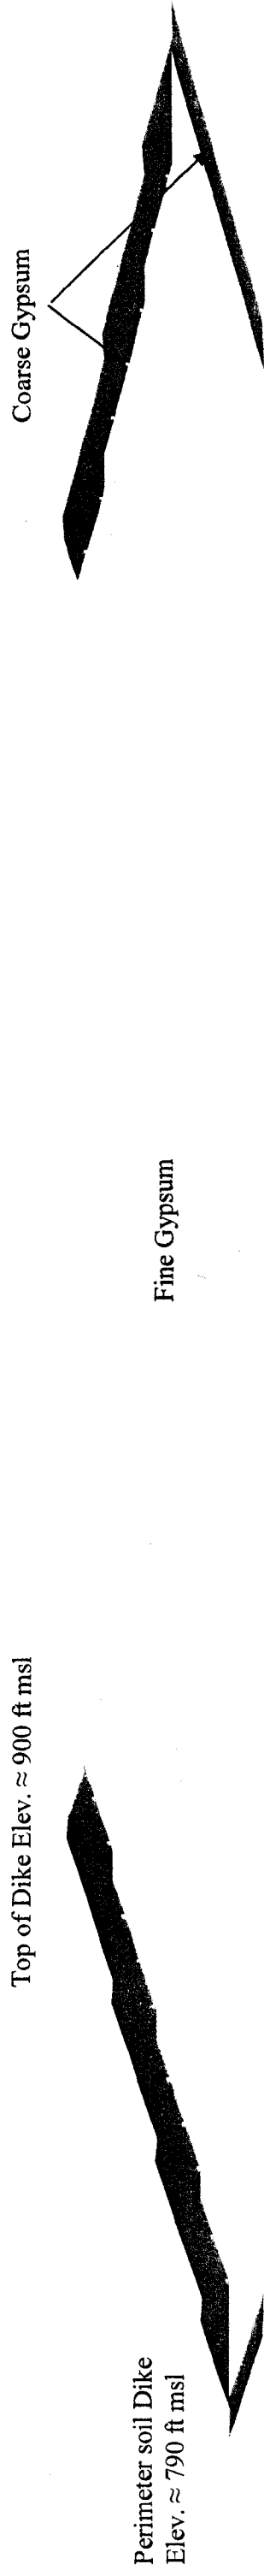 Top of Dike Elev. ≈ 900 ft msl
Coarse Gypsum
Perimeter soil Dike
Elev. ≈ 790 ft msl
Fine Gypsum